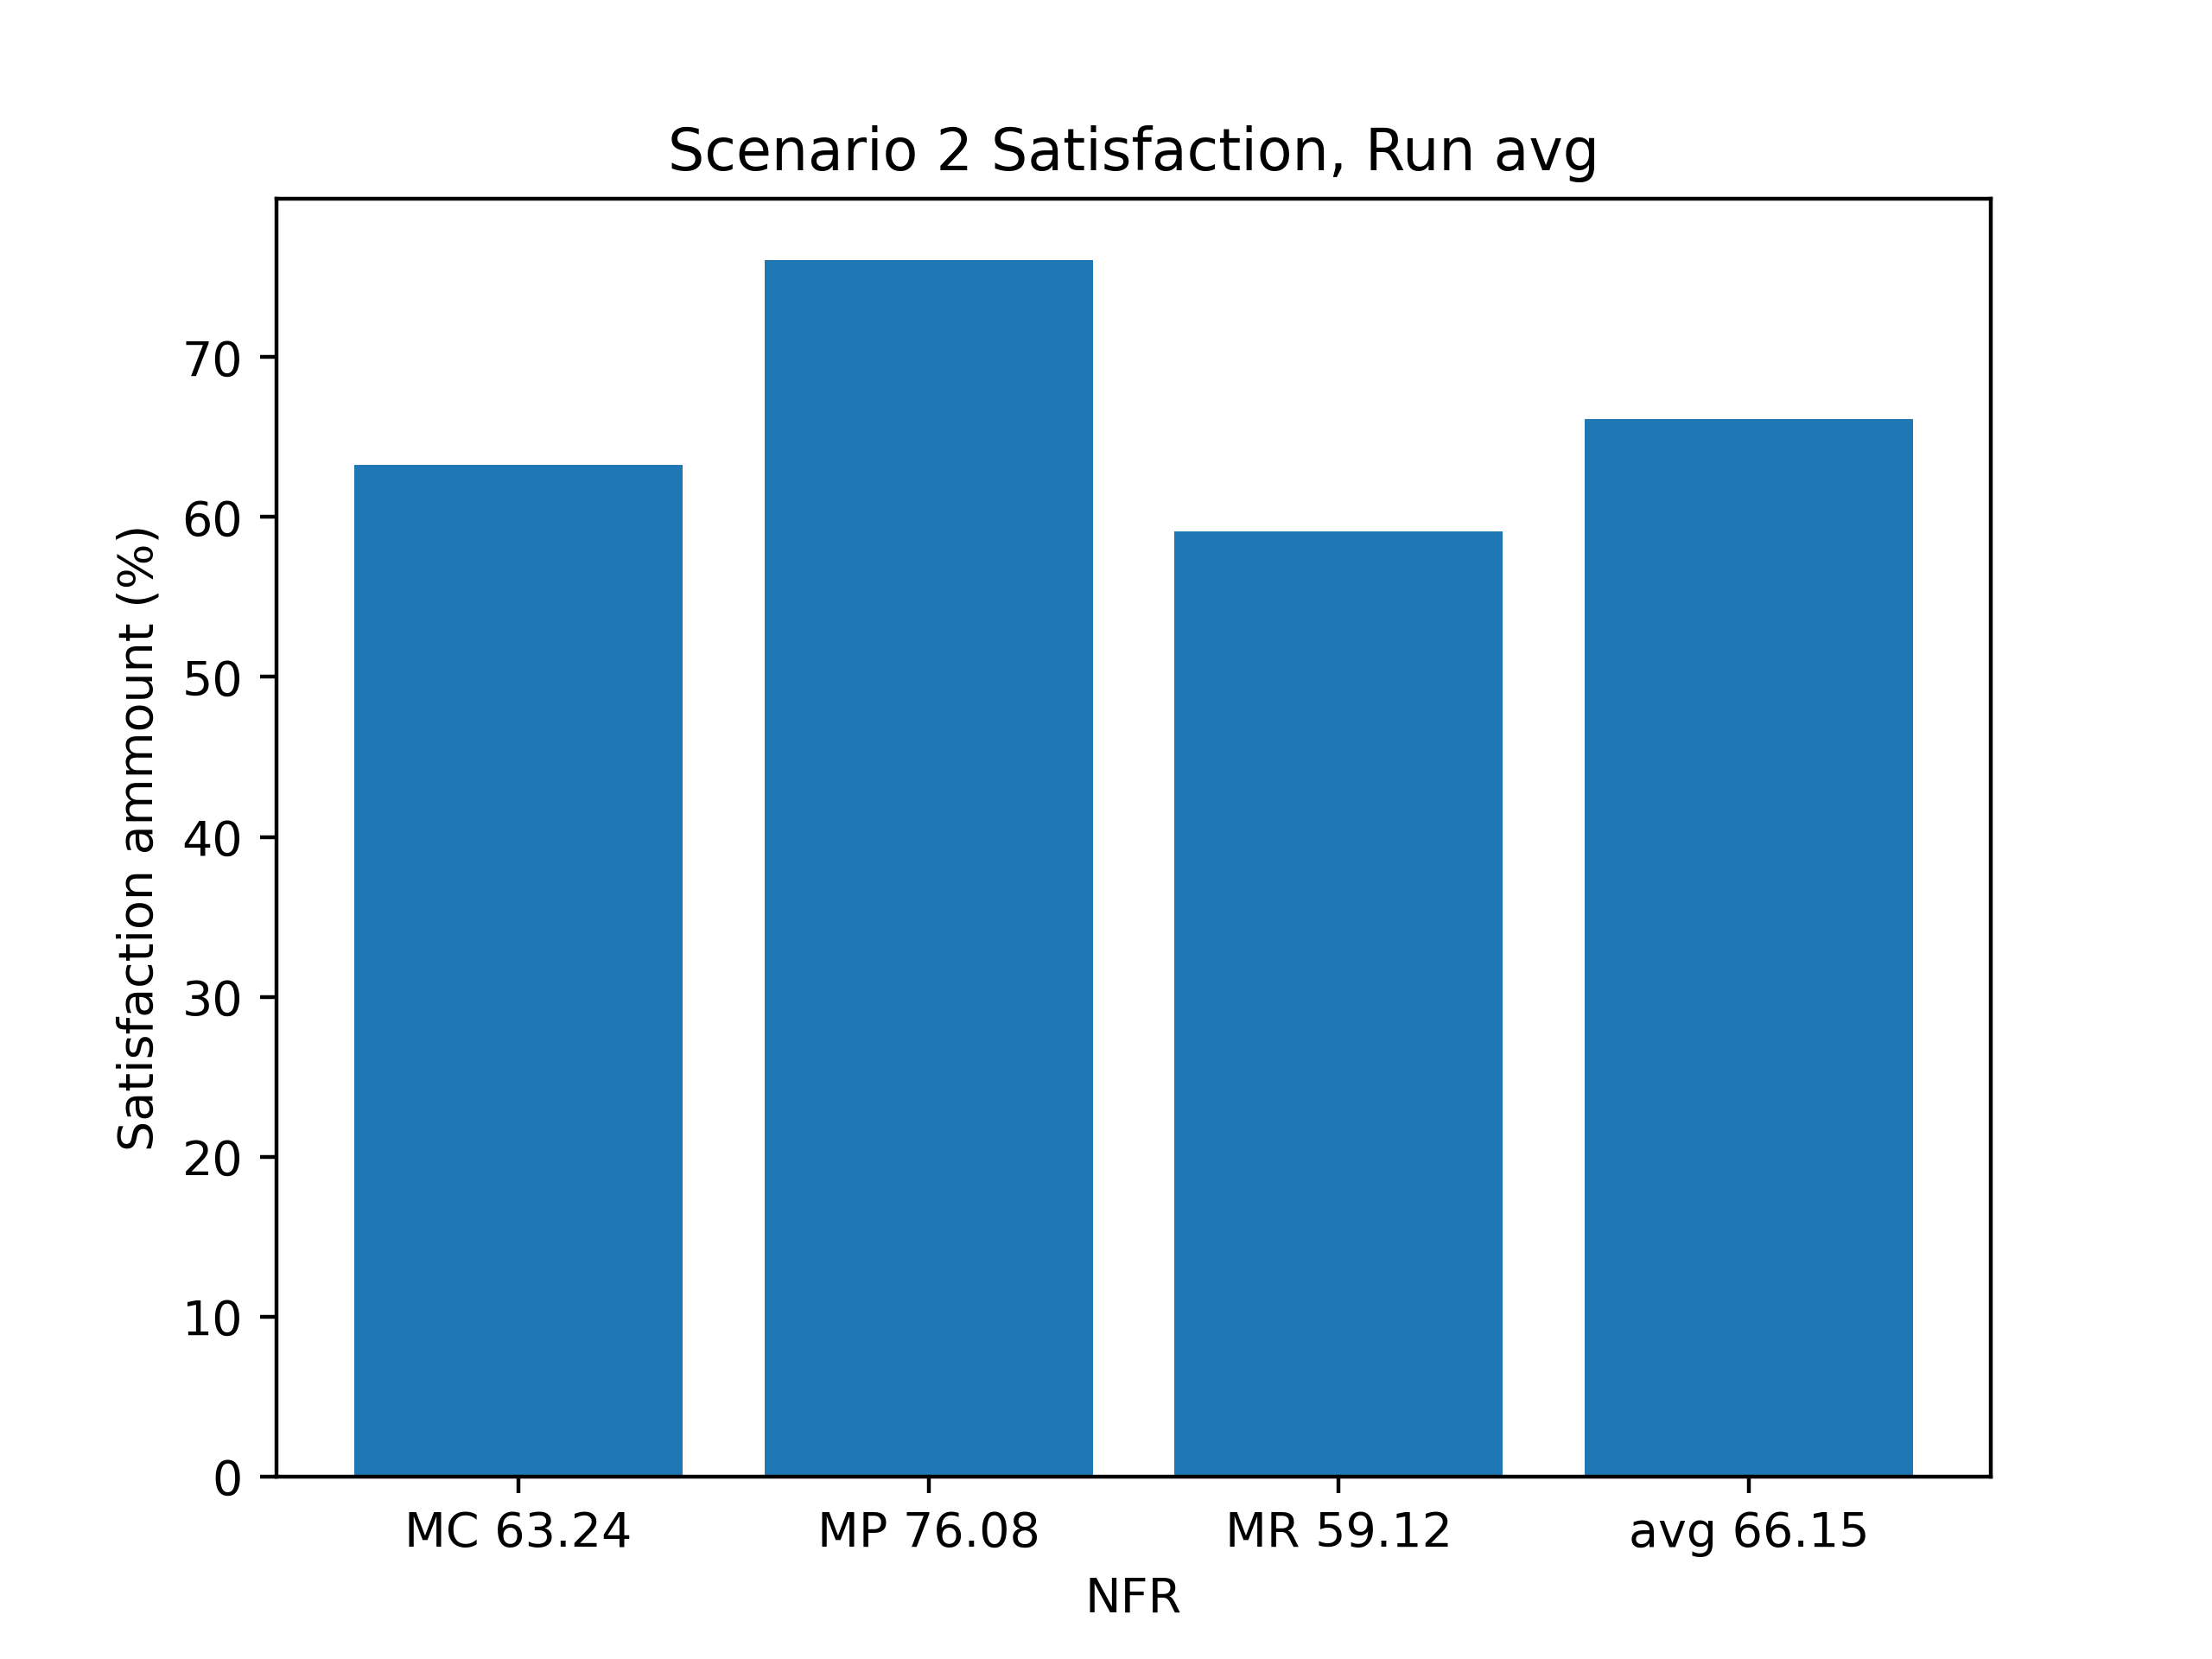 Scenario 2 Satisfaction, Run avg
Satisfaction ammount (%)
70
60
50
40
30
20
10
0
MC 63.24
MP 76.08
MR 59.12
avg 66.15
NFR